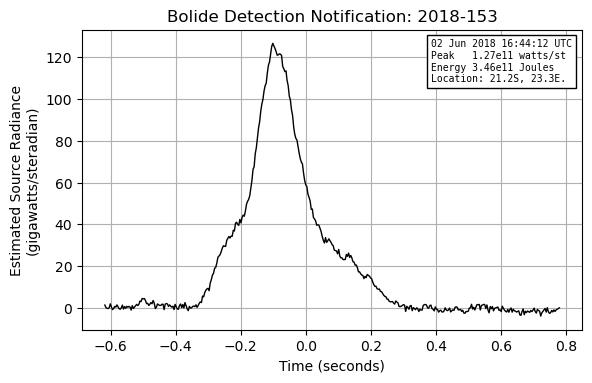 Bolide Detection Notification: 2018-153
02 Jun 2018 16:44:12 UTC
Peak   1.27e11 watts/st
Energy 3.46e11 Joules
Location: 21.2S, 23.3E.
Estimated Source Radiance
(gigawatts/steradian)
120
100
80
60
40
20
0
−0.6 −0.4 −0.2 0.0 0.2 0.4 0.6 0.8
Time (seconds)